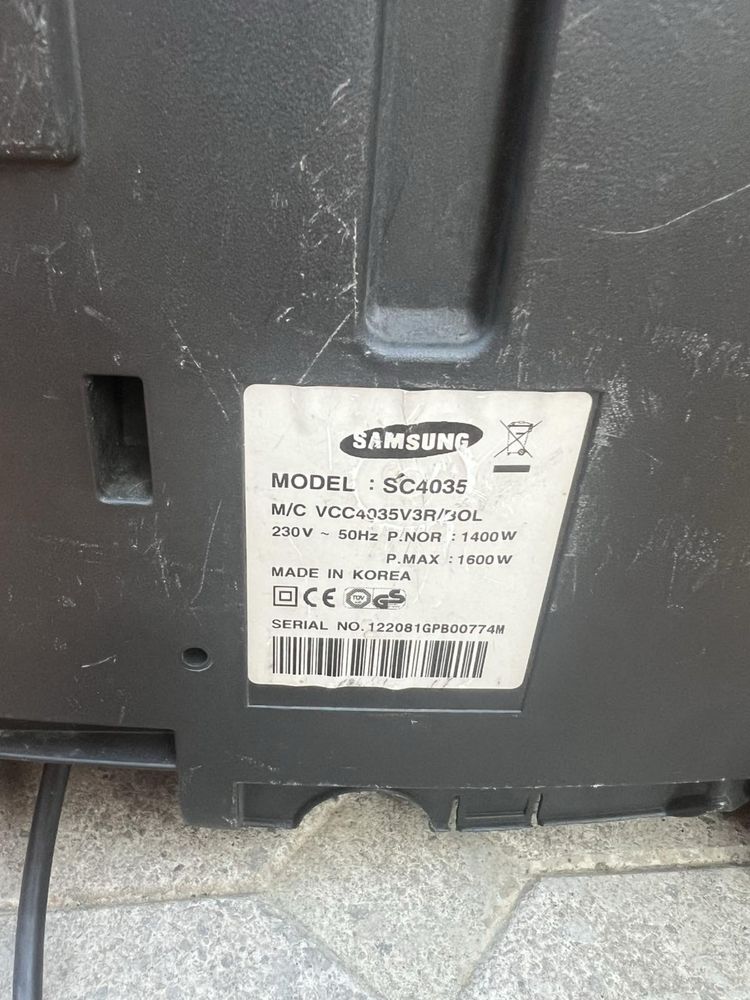 SAMSUNG
MODEL : SC4035
M/C VCC4035V3R/BOL
230V ~ 50Hz P.NOR : 1400W
P.MAX : 1600W
MADE IN KOREA
CE TÜV GS
SERIAL NO.122081GPB00774M